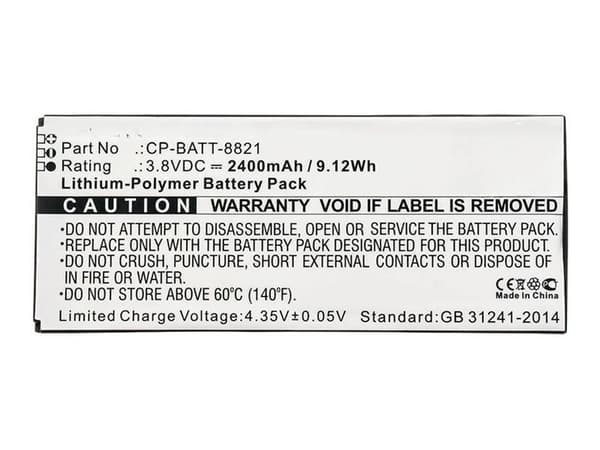 Part No .: CP-BATT-8821
Rating .: 3.8VDC ⎓ 2400mAh / 9.12Wh
Lithium-Polymer Battery Pack
CAUTION WARRANTY VOID IF LABEL IS REMOVED
•DO NOT ATTEMPT TO DISASSEMBLE, OPEN OR SERVICE THE BATTERY PACK.
•REPLACE ONLY WITH THE BATTERY PACK DESIGNATED FOR THIS PRODUCT.
•DO NOT CRUSH, PUNCTURE, SHORT EXTERNAL CONTACTS OR DISPOSE OF
IN FIRE OR WATER.
•DO NOT STORE ABOVE 60°C (140°F).
CE
Made in China
Limited Charge Voltage: 4.35V±0.05V Standard: GB 31241-2014